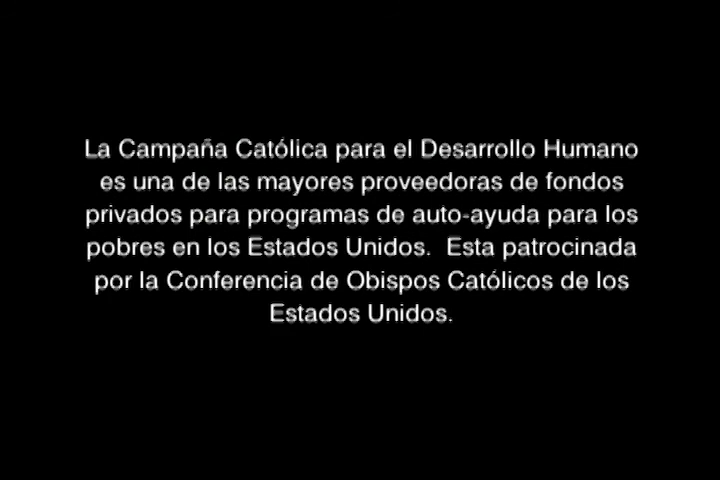 La Campaña Católica para el Desarrollo Humano
es una de las mayores proveedoras de fondos
privados para programas de auto-ayuda para los
pobres en los Estados Unidos.  Esta patrocinada
por la Conferencia de Obispos Católicos de los
Estados Unidos.